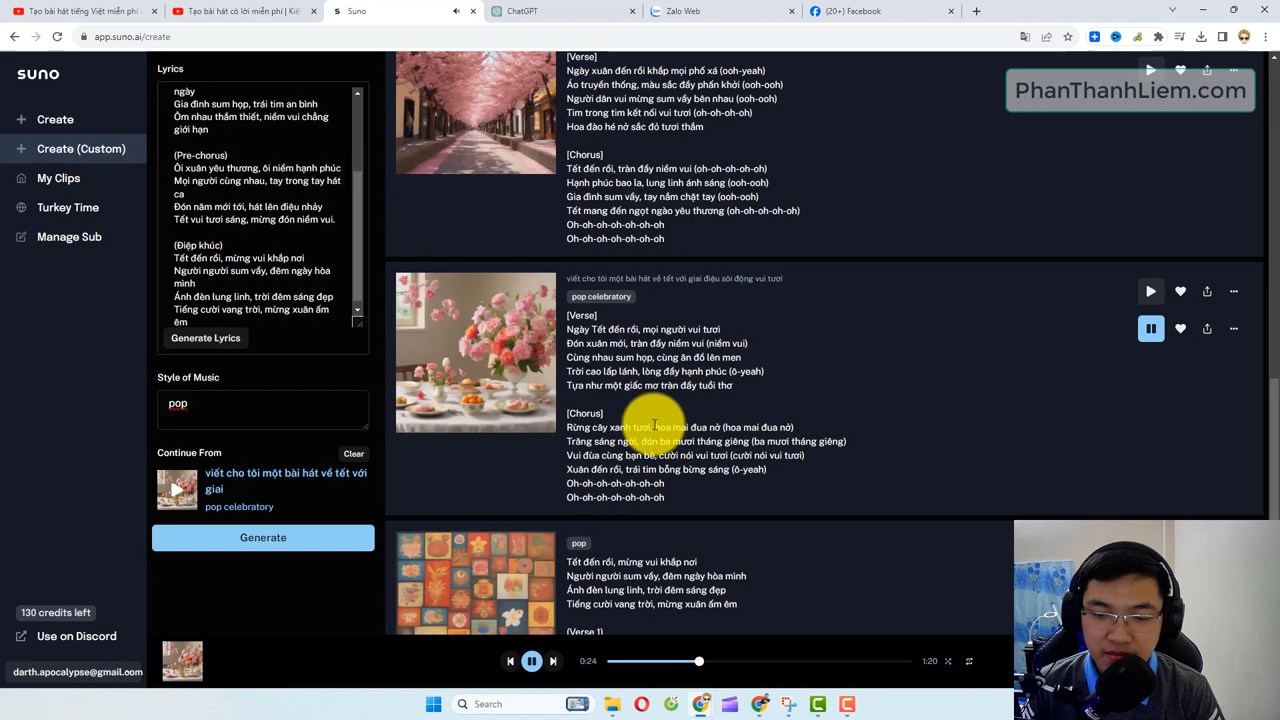 Tạo bài hát tiếng Việt miễn phí
Tạo bài hát có lời miễn phí | Kiế
Suno
ChatGPT
Zalo Web
(20+) Facebook
app.suno.ai/create
SUNO
Create
Create (Custom)
My Clips
Turkey Time
Manage Sub
130 credits left
Use on Discord
darth.apocalypse@gmail.com
Lyrics
ngày
Gia đình sum họp, trái tim an bình
Ôm nhau thắm thiết, niềm vui chẳng
giới hạn
(Pre-chorus)
Ôi xuân yêu thương, ôi niềm hạnh phúc
Mọi người cùng nhau, tay trong tay hát
ca
Đón năm mới tới, hát lên điệu nhảy
Tết vui tươi sáng, mừng đón niềm vui.
(Điệp khúc)
Tết đến rồi, mừng vui khắp nơi
Người người sum vầy, đêm ngày hòa
mình
Ánh đèn lung linh, trời đêm sáng đẹp
Tiếng cười vang trời, mừng xuân ấm
êm
Generate Lyrics
Style of Music
pop
Continue From
Clear
viết cho tôi một bài hát về tết với
giai
pop celebratory
Generate
[Verse]
Ngày xuân đến rồi khắp mọi phố xá (ooh-yeah)
Áo truyền thống, màu sắc đầy phấn khởi (ooh-ooh)
Người dân vui mừng sum vầy bên nhau (ooh-ooh)
Tim trong tim kết nối vui tươi (oh-oh-oh-oh)
Hoa đào hé nở sắc đỏ tươi thắm
[Chorus]
Tết đến rồi, tràn đầy niềm vui (oh-oh-oh-oh-oh)
Hạnh phúc bao la, lung linh ánh sáng (ooh-ooh)
Gia đình sum vầy, tay nắm chặt tay (ooh-ooh)
Tết mang đến ngọt ngào yêu thương (oh-oh-oh-oh-oh)
Oh-oh-oh-oh-oh-oh-oh
Oh-oh-oh-oh-oh-oh-oh
PhanThanhLiem.com
viết cho tôi một bài hát về tết với giai điệu sôi động vui tươi
pop celebratory
[Verse]
Ngày Tết đến rồi, mọi người vui tươi
Đón xuân mới, tràn đầy niềm vui (niềm vui)
Cùng nhau sum họp, cùng ăn đồ lên men
Trời cao lấp lánh, lòng đầy hạnh phúc (ô-yeah)
Tựa như một giấc mơ tràn đầy tuổi thơ
[Chorus]
Rừng cây xanh tươi, hoa mai đua nở (hoa mai đua nở)
Trăng sáng ngời, đón ba mươi tháng giêng (ba mươi tháng giêng)
Vui đùa cùng bạn bè, cười nói vui tươi (cười nói vui tươi)
Xuân đến rồi, trái tim bỗng bừng sáng (ô-yeah)
Oh-oh-oh-oh-oh-oh-oh
Oh-oh-oh-oh-oh-oh-oh
pop
Tết đến rồi, mừng vui khắp nơi
Người người sum vầy, đêm ngày hòa mình
Ánh đèn lung linh, trời đêm sáng đẹp
Tiếng cười vang trời, mừng xuân ấm êm
(Verse 1)
0:24
1:20
Search